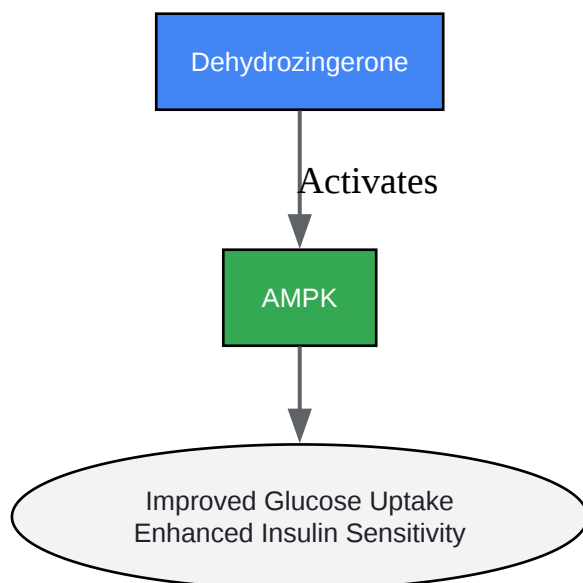 Dehydrozingerone
Activates
AMPK
Improved Glucose Uptake
Enhanced Insulin Sensitivity